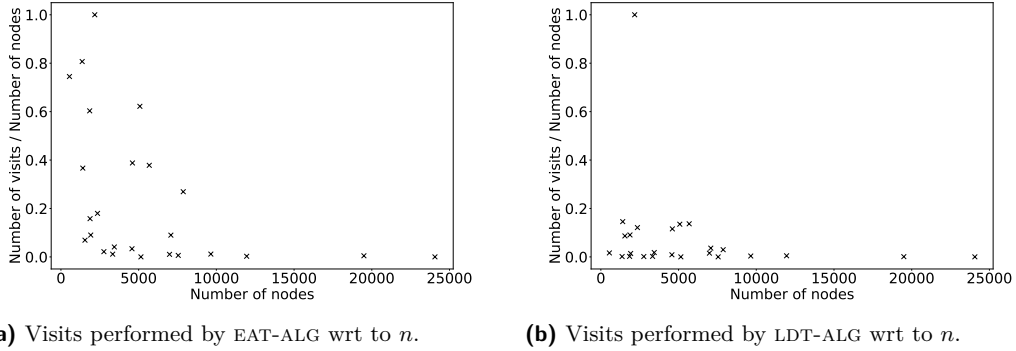 1.0
0.8
0.6
0.4
0.2
0.0
Number of visits / Number of nodes
0 5000 10000 15000 20000 25000
Number of nodes
a) Visits performed by EAT-ALG wrt to n.
1.0
0.8
0.6
0.4
0.2
0.0
Number of visits / Number of nodes
0 5000 10000 15000 20000 25000
Number of nodes
(b) Visits performed by LDT-ALG wrt to n.